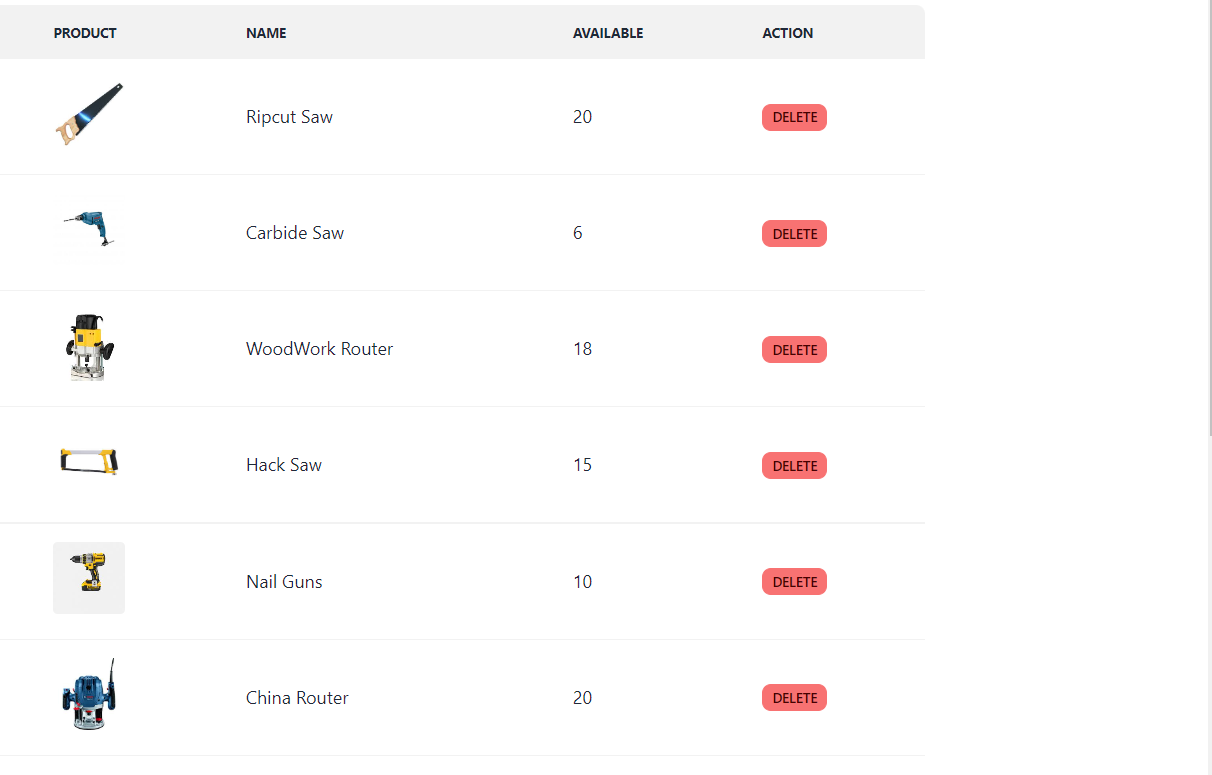 PRODUCT NAME AVAILABLE ACTION
Ripcut Saw 20 DELETE
Carbide Saw 6 DELETE
WoodWork Router 18 DELETE
Hack Saw 15 DELETE
Nail Guns 10 DELETE
China Router 20 DELETE